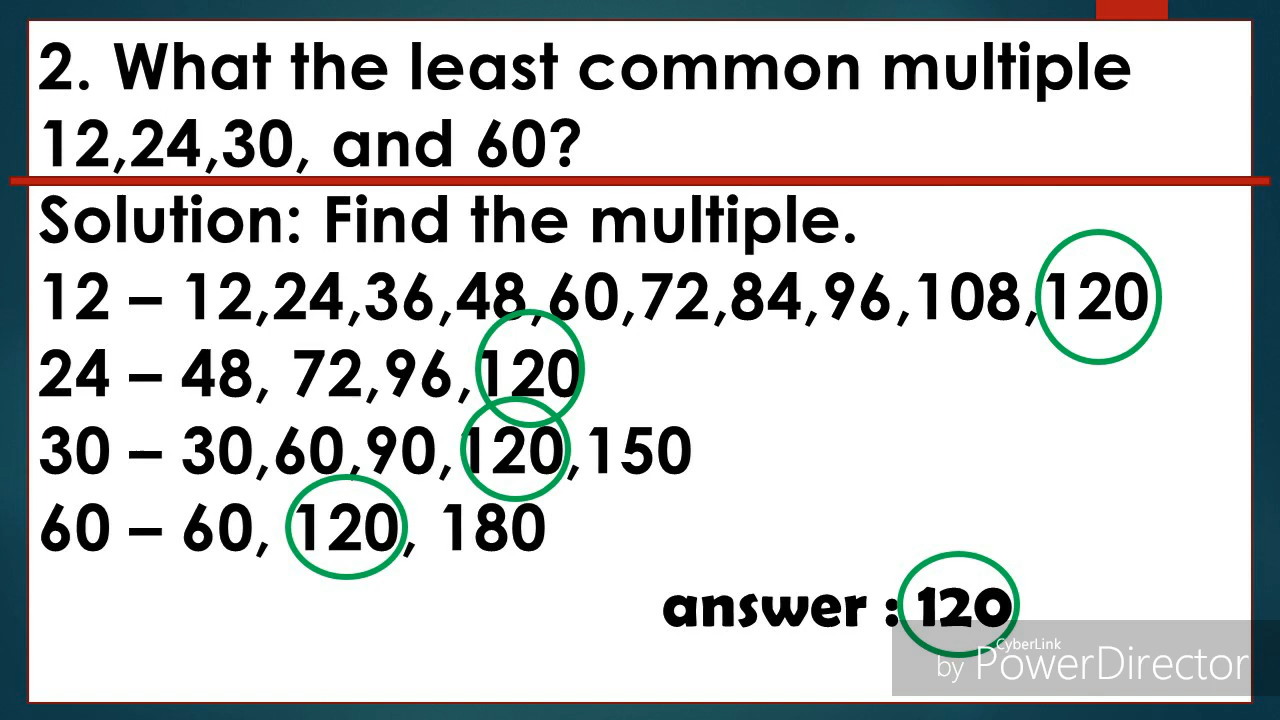 2. What the least common multiple
12,24,30, and 60?
Solution: Find the multiple.
12 – 12,24,36,48,60,72,84,96,108,120
24 – 48, 72,96,120
30 – 30,60,90,120,150
60 – 60, 120, 180
answer : 120
CyberLink
by PowerDirector